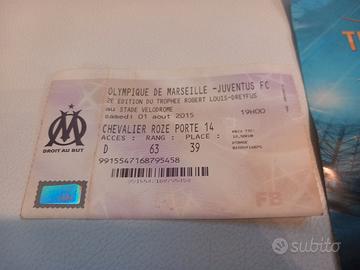 OLYMPIQUE DE MARSEILLE -JUVENTUS FC
2E EDITION DU TROPHEE ROBERT LOUIS-DREYFUS
au STADE VELODROME
samedi 01 aout 2015 19H00
CHEVALIER ROZE PORTE 14
ACCES : RANG : PLACE :
D 63 39
9915547168795458
DROIT AU BUT
FB
subito